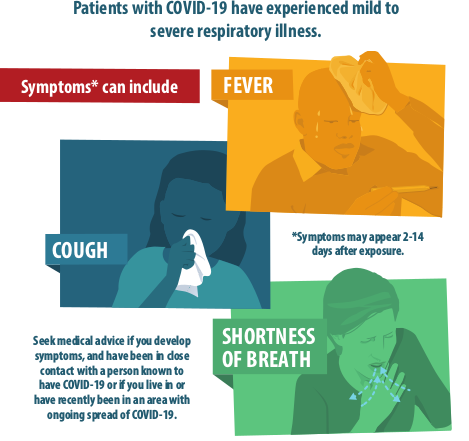 Patients with COVID-19 have experienced mild to
severe respiratory illness.
Symptoms* can include
FEVER
COUGH
*Symptoms may appear 2-14
days after exposure.
SHORTNESS
OF BREATH
Seek medical advice if you develop
symptoms, and have been in close
contact with a person known to
have COVID-19 or if you live in or
have recently been in an area with
ongoing spread of COVID-19.